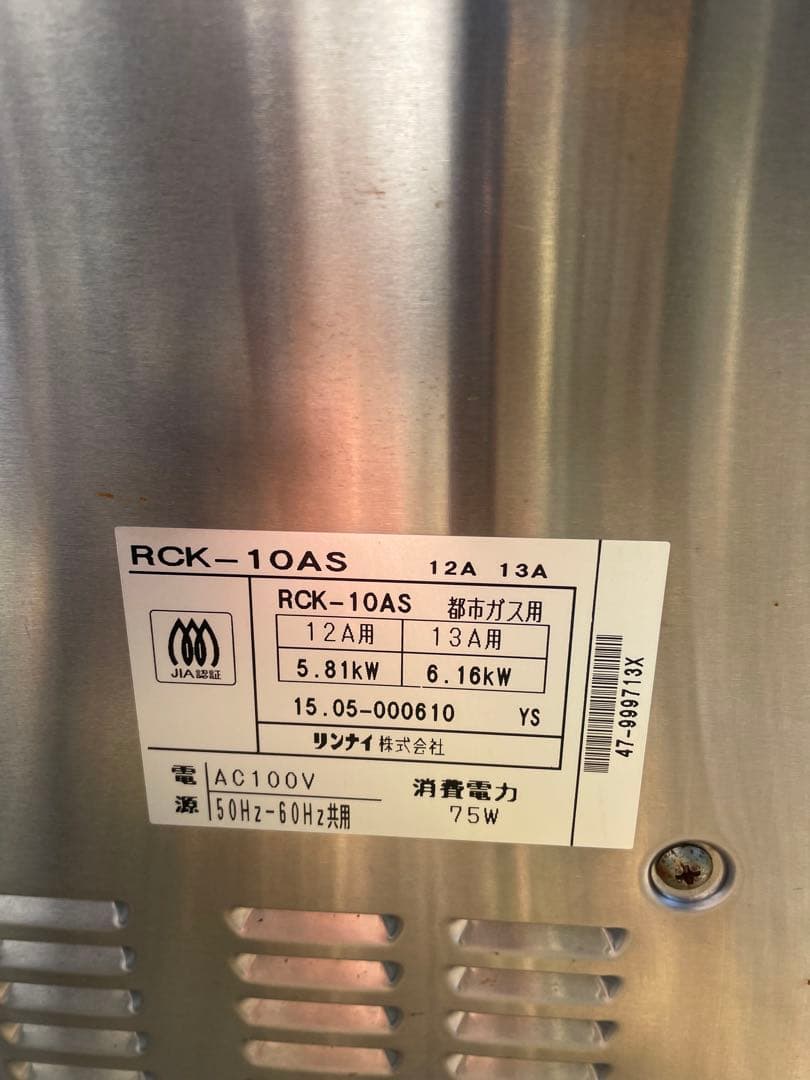 RCK-10AS 12A 13A
RCK-10AS 都市ガス用
12A用 13A用
5.81kW 6.16kW
JIA認証
15.05-000610 YS
リンナイ株式会社
電源 AC100V
50Hz-60Hz共用
消費電力
75W
47-999713X